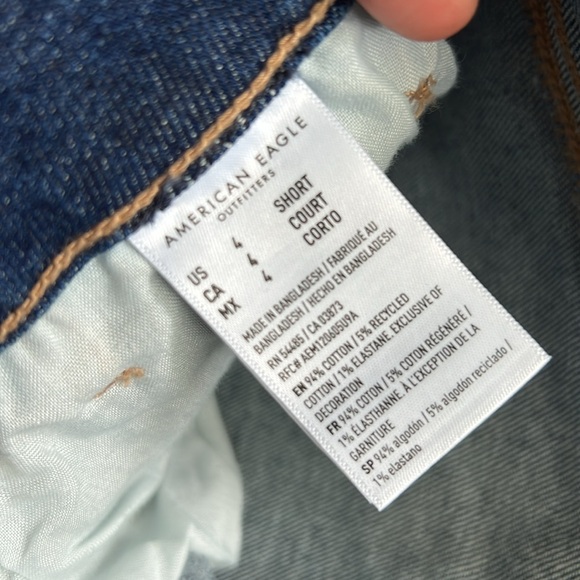 AMERICAN EAGLE
OUTFITTERS
US 4 SHORT
CA 4 COURT
MX 4 CORTO
MADE IN BANGLADESH / FABRIQUÉ AU
BANGLADESH / HECHO EN BANGLADESH
RN 54485 / CA 03873
RFC# AEM120605U9A
EN 94% COTTON / 5% RECYCLED
COTTON / 1% ELASTANE. EXCLUSIVE OF
DECORATION
FR 94% COTON / 5% COTON RÉGÉNÉRÉ /
1% ÉLASTHANNE À L'EXCEPTION DE LA
GARNITURE
SP 94% algodón / 5% algodón reciclado /
1% elastano